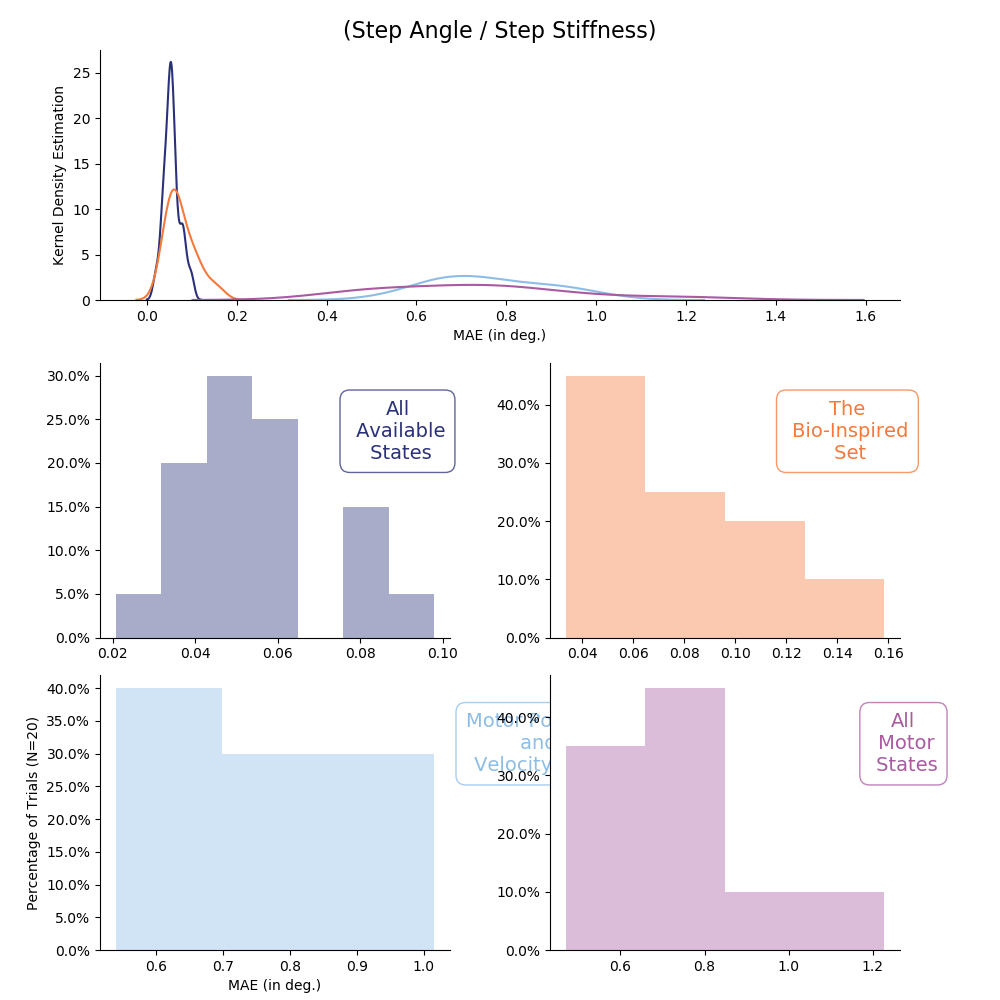 (Step Angle / Step Stiffness)
Kernel Density Estimation
25
20
15
10
5
0
0.0 0.2 0.4 0.6 0.8 1.0 1.2 1.4 1.6
MAE (in deg.)
30.0%
25.0%
20.0%
15.0%
10.0%
5.0%
0.0%
0.02 0.04 0.06 0.08 0.10
All
Available
States
40.0%
30.0%
20.0%
10.0%
0.0%
0.04 0.06 0.08 0.10 0.12 0.14 0.16
The
Bio-Inspired
Set
Percentage of Trials (N=20)
40.0%
35.0%
30.0%
25.0%
20.0%
15.0%
10.0%
5.0%
0.0%
0.6 0.7 0.8 0.9 1.0
MAE (in deg.)
Motor
and
Velocity
40.0%
30.0%
20.0%
10.0%
0.0%
0.6 0.8 1.0 1.2
All
Motor
States